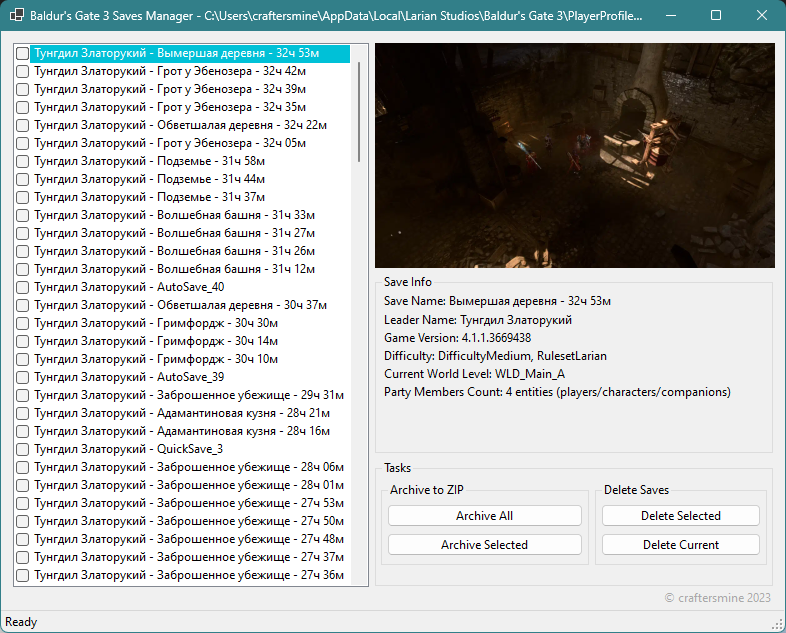 Baldur's Gate 3 Saves Manager - C:\Users\craftersmine\AppData\Local\Larian Studios\Baldur's Gate 3\PlayerProfile...
Тунгдил Златорукий - Вымершая деревня - 32ч 53м
Тунгдил Златорукий - Грот у Эбенозера - 32ч 42м
Тунгдил Златорукий - Грот у Эбенозера - 32ч 39м
Тунгдил Златорукий - Грот у Эбенозера - 32ч 35м
Тунгдил Златорукий - Обветшалая деревня - 32ч 22м
Тунгдил Златорукий - Грот у Эбенозера - 32ч 05м
Тунгдил Златорукий - Подземье - 31ч 58м
Тунгдил Златорукий - Подземье - 31ч 44м
Тунгдил Златорукий - Подземье - 31ч 37м
Тунгдил Златорукий - Волшебная башня - 31ч 33м
Тунгдил Златорукий - Волшебная башня - 31ч 27м
Тунгдил Златорукий - Волшебная башня - 31ч 26м
Тунгдил Златорукий - Волшебная башня - 31ч 12м
Тунгдил Златорукий - AutoSave_40
Тунгдил Златорукий - Обветшалая деревня - 30ч 37м
Тунгдил Златорукий - Гримфордж - 30ч 30м
Тунгдил Златорукий - Гримфордж - 30ч 14м
Тунгдил Златорукий - Гримфордж - 30ч 10м
Тунгдил Златорукий - AutoSave_39
Тунгдил Златорукий - Заброшенное убежище - 29ч 31м
Тунгдил Златорукий - Адамантиновая кузня - 28ч 21м
Тунгдил Златорукий - Адамантиновая кузня - 28ч 16м
Тунгдил Златорукий - QuickSave_3
Тунгдил Златорукий - Заброшенное убежище - 28ч 06м
Тунгдил Златорукий - Заброшенное убежище - 28ч 01м
Тунгдил Златорукий - Заброшенное убежище - 27ч 53м
Тунгдил Златорукий - Заброшенное убежище - 27ч 50м
Тунгдил Златорукий - Заброшенное убежище - 27ч 48м
Тунгдил Златорукий - Заброшенное убежище - 27ч 37м
Тунгдил Златорукий - Заброшенное убежище - 27ч 36м
Save Info
Save Name: Вымершая деревня - 32ч 53м
Leader Name: Тунгдил Златорукий
Game Version: 4.1.1.3669438
Difficulty: DifficultyMedium, RulesetLarian
Current World Level: WLD_Main_A
Party Members Count: 4 entities (players/characters/companions)
Tasks
Archive to ZIP
Archive All
Archive Selected
Delete Saves
Delete Selected
Delete Current
© craftersmine 2023
Ready